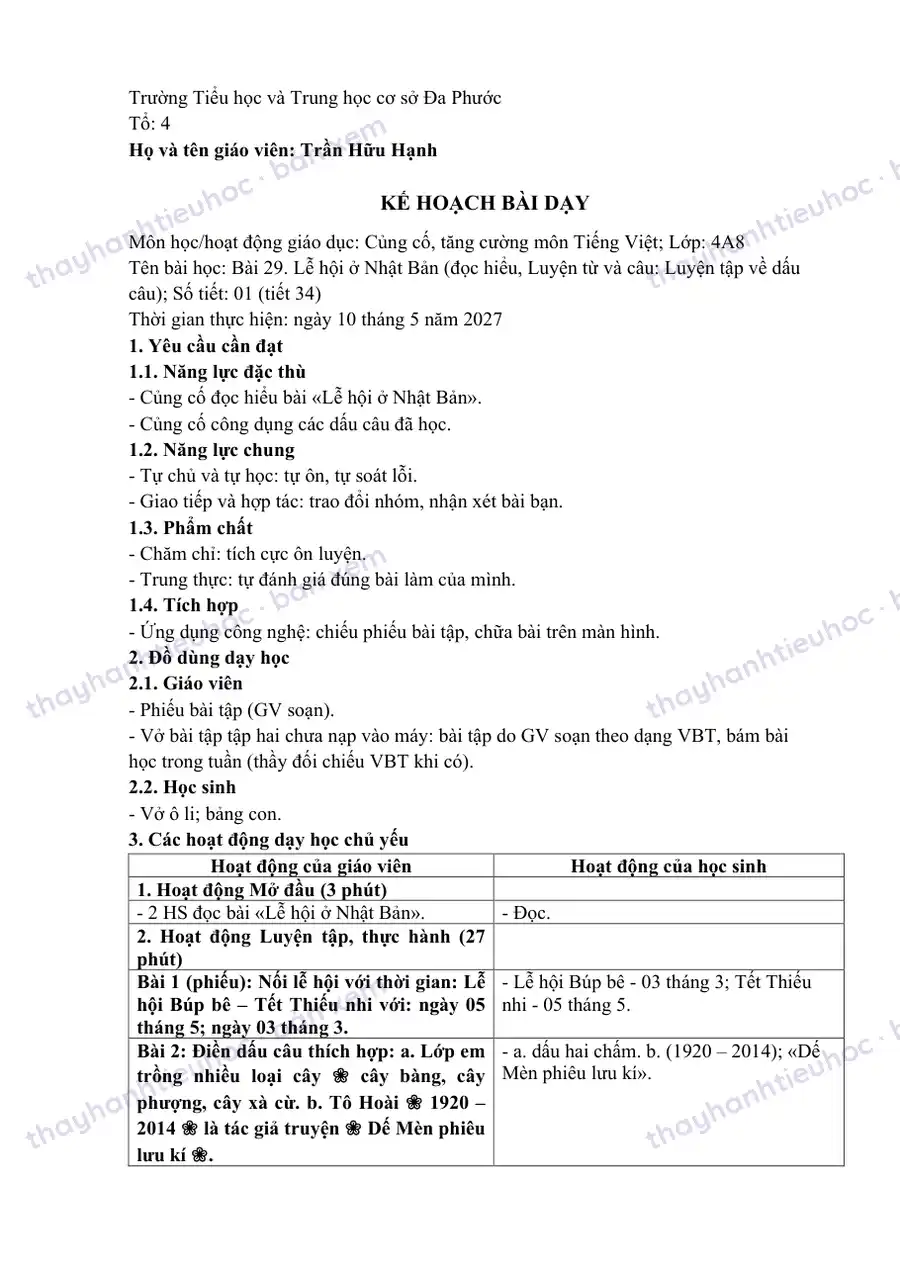 Trường Tiểu học và Trung học cơ sở Đa Phước
Tổ: 4
Họ và tên giáo viên: Trần Hữu Hạnh
KẾ HOẠCH BÀI DẠY
Môn học/hoạt động giáo dục: Củng cố, tăng cường môn Tiếng Việt; Lớp: 4A8
Tên bài học: Bài 29. Lễ hội ở Nhật Bản (đọc hiểu, Luyện từ và câu: Luyện tập về dấu
câu); Số tiết: 01 (tiết 34)
Thời gian thực hiện: ngày 10 tháng 5 năm 2027
1. Yêu cầu cần đạt
1.1. Năng lực đặc thù
- Củng cố đọc hiểu bài «Lễ hội ở Nhật Bản».
- Củng cố công dụng các dấu câu đã học.
1.2. Năng lực chung
- Tự chủ và tự học: tự ôn, tự soát lỗi.
- Giao tiếp và hợp tác: trao đổi nhóm, nhận xét bài bạn.
1.3. Phẩm chất
- Chăm chỉ: tích cực ôn luyện.
- Trung thực: tự đánh giá đúng bài làm của mình.
1.4. Tích hợp
- Ứng dụng công nghệ: chiếu phiếu bài tập, chữa bài trên màn hình.
2. Đồ dùng dạy học
2.1. Giáo viên
- Phiếu bài tập (GV soạn).
- Vở bài tập tập hai chưa nạp vào máy: bài tập do GV soạn theo dạng VBT, bám bài
học trong tuần (thầy đối chiếu VBT khi có).
2.2. Học sinh
- Vở ô li; bảng con.
3. Các hoạt động dạy học chủ yếu
Hoạt động của giáo viên
Hoạt động của học sinh
1. Hoạt động Mở đầu (3 phút)
- 2 HS đọc bài «Lễ hội ở Nhật Bản».
- Đọc.
2. Hoạt động Luyện tập, thực hành (27
phút)
Bài 1 (phiếu): Nối lễ hội với thời gian: Lễ
hội Búp bê – Tết Thiếu nhi với: ngày 05
tháng 5; ngày 03 tháng 3.
- Lễ hội Búp bê - 03 tháng 3; Tết Thiếu
nhi - 05 tháng 5.
Bài 2: Điền dấu câu thích hợp: a. Lớp em
trồng nhiều loại cây ❀ cây bàng, cây
phượng, cây xà cừ. b. Tô Hoài ❀ 1920 –
2014 ❀ là tác giả truyện ❀ Dế Mèn phiêu
lưu kí ❀.
- a. dấu hai chấm. b. (1920 – 2014); «Dế
Mèn phiêu lưu kí».
thayhanhtieuhoc · bản xem
thayhanhtieuhoc · b
thayhanhtieuhoc · bản xem
thayhanhtieuhoc · b
thayhanhtieuhoc · bản xem
thayhanhtieuhoc · b